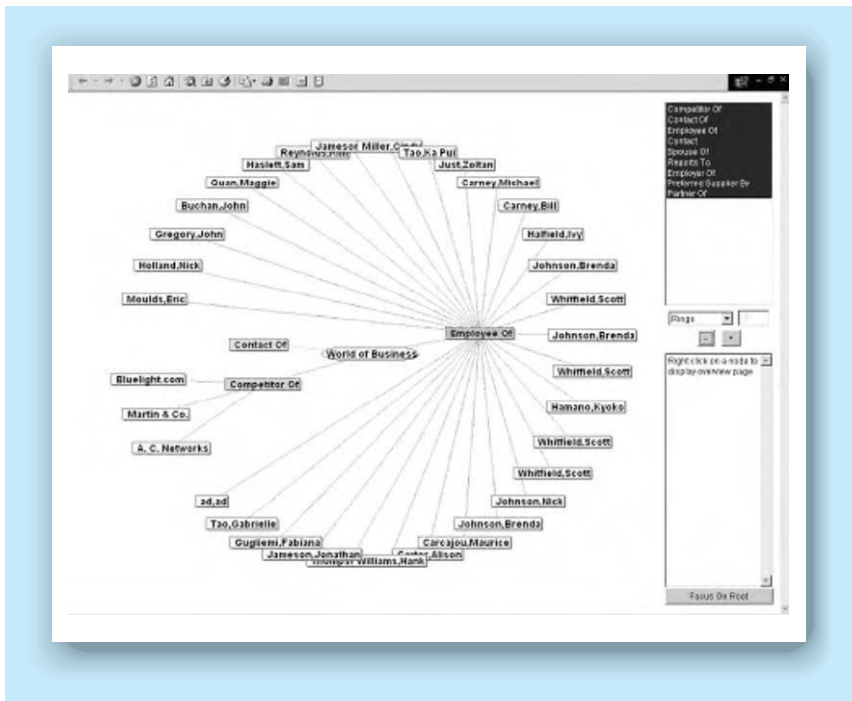 Competitor Of
Contact Of
Employee Of
Contact
Spouse Of
Reports To
Employer Of
Preferred Supplier By
Partner Of
Jameson Miller,
Tao,Ka Pui
Haslett,Sam
Just,Zoltan
Quan,Maggie
Carney,Michael
Buchan,John
Carney,Bill
Gregory,John
Halfield,Ivy
Holland,Nick
Johnson,Brenda
Moulds,Eric
Whitfield,Scott
Rings
Employee Of
Johnson,Brenda
Contact Of
World of Business
Right click on a node to
display overview page
Bluelight.com
Competitor Of
Whitfield,Scott
Martin & Co.
Hamano,Kyoko
A. C. Networks
Whitfield,Scott
Whitfield,Scott
ad,ad
Johnson,Nick
Tao,Gabrielle
Johnson,Brenda
Gugliemi,Fabiana
Carcajou,Maurice
Jameson,Jonathan
Carter,Alison
Williams,Hank
Focus On Root